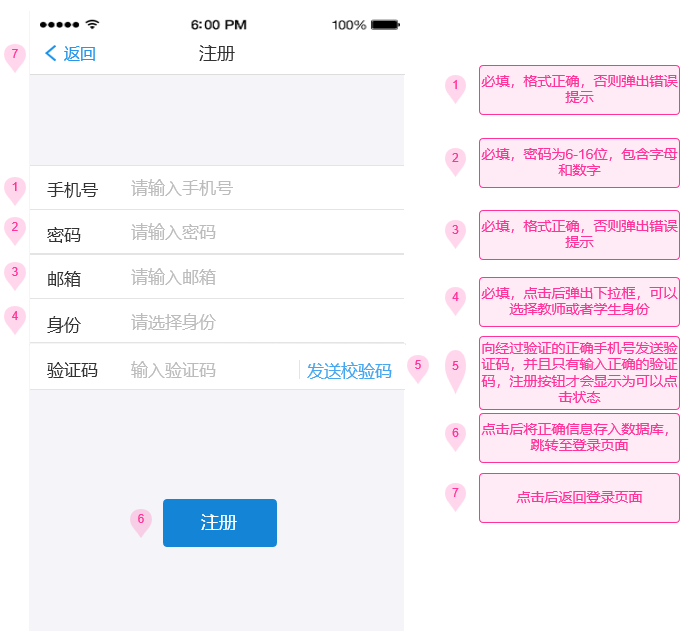 6:00 PM
100%
7
返回
注册
1
手机号
请输入手机号
2
密码
请输入密码
3
邮箱
请输入邮箱
4
身份
请选择身份
验证码
输入验证码
发送校验码
5
6
注册
1
必填，格式正确，否则弹出错误
提示
2
必填，密码为6-16位，包含字母
和数字
3
必填，格式正确，否则弹出错误
提示
4
必填，点击后弹出下拉框，可以
选择教师或者学生身份
5
向经过验证的正确手机号发送验
证码，并且只有输入正确的验证
码，注册按钮才会显示为可以点
击状态
6
点击后将正确信息存入数据库，
跳转至登录页面
7
点击后返回登录页面